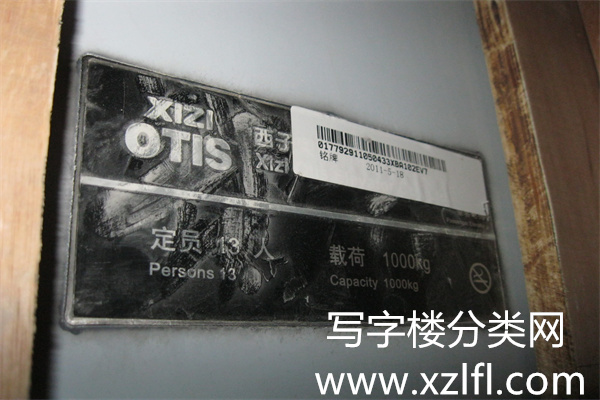 XIZI
OTIS
西子
XIZI
017792911050433XBA102EV7
铭牌
2011-5-18
定员 13 人
Persons 13
载荷 1000kg
Capacity 1000kg
写字楼分类网
www.xzlfl.com